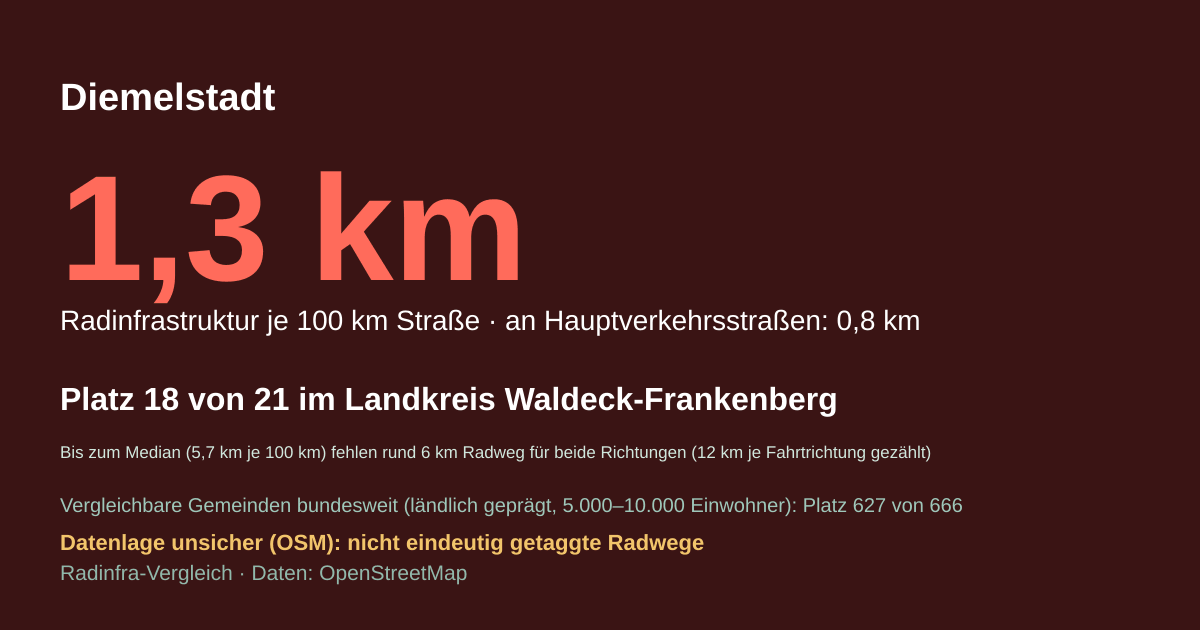 Diemelstadt
1,3 km
Radinfrastruktur je 100 km Straße · an Hauptverkehrsstraßen: 0,8 km
Platz 18 von 21 im Landkreis Waldeck-Frankenberg
Bis zum Median (5,7 km je 100 km) fehlen rund 6 km Radweg für beide Richtungen (12 km je Fahrtrichtung gezählt)
Vergleichbare Gemeinden bundesweit (ländlich geprägt, 5.000–10.000 Einwohner): Platz 627 von 666
Datenlage unsicher (OSM): nicht eindeutig getaggte Radwege
Radinfra-Vergleich · Daten: OpenStreetMap